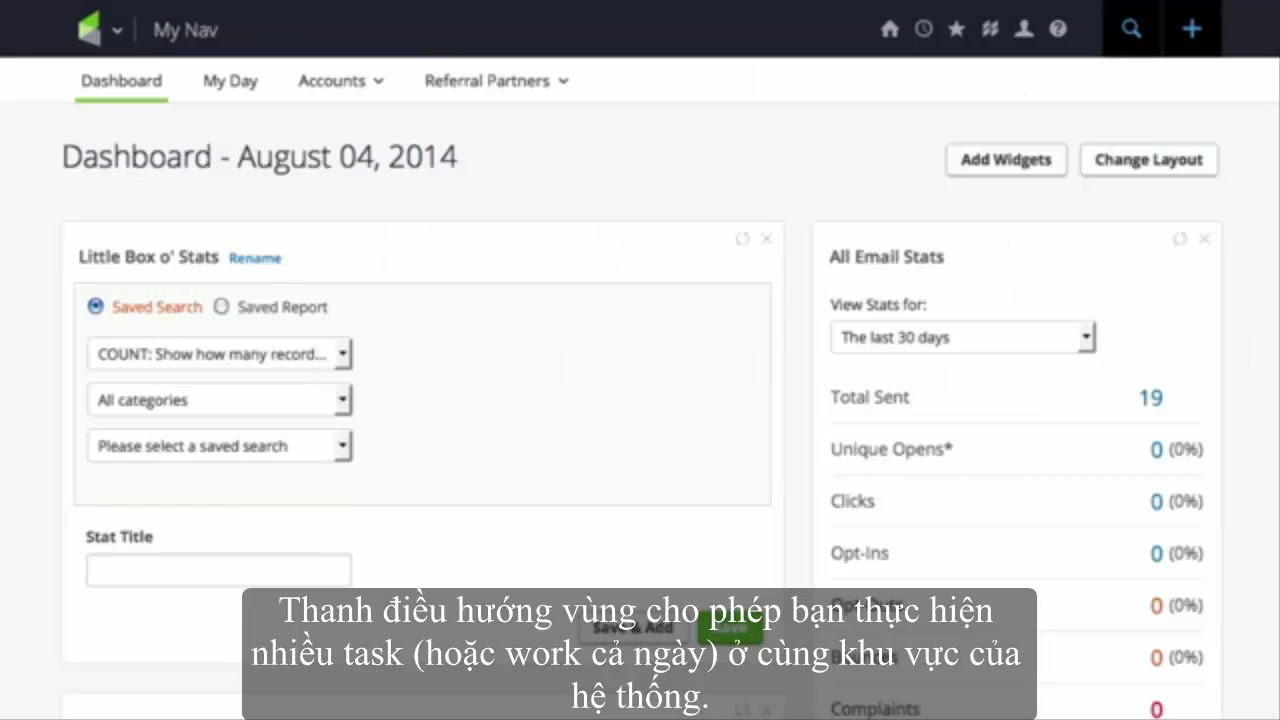 My Nav
Dashboard
My Day
Accounts
Referral Partners
Dashboard - August 04, 2014
Add Widgets
Change Layout
Little Box o' Stats Rename
Saved Search
Saved Report
COUNT: Show how many record...
All categories
Please select a saved search
Stat Title
Save & Add
Save
All Email Stats
View Stats for:
The last 30 days
Total Sent 19
Unique Opens* 0 (0%)
Clicks 0 (0%)
Opt-Ins 0 (0%)
0 (0%)
0 (0%)
Complaints 0
Thanh điều hướng vùng cho phép bạn thực hiện
nhiều task (hoặc work cả ngày) ở cùng khu vực của
hệ thống.